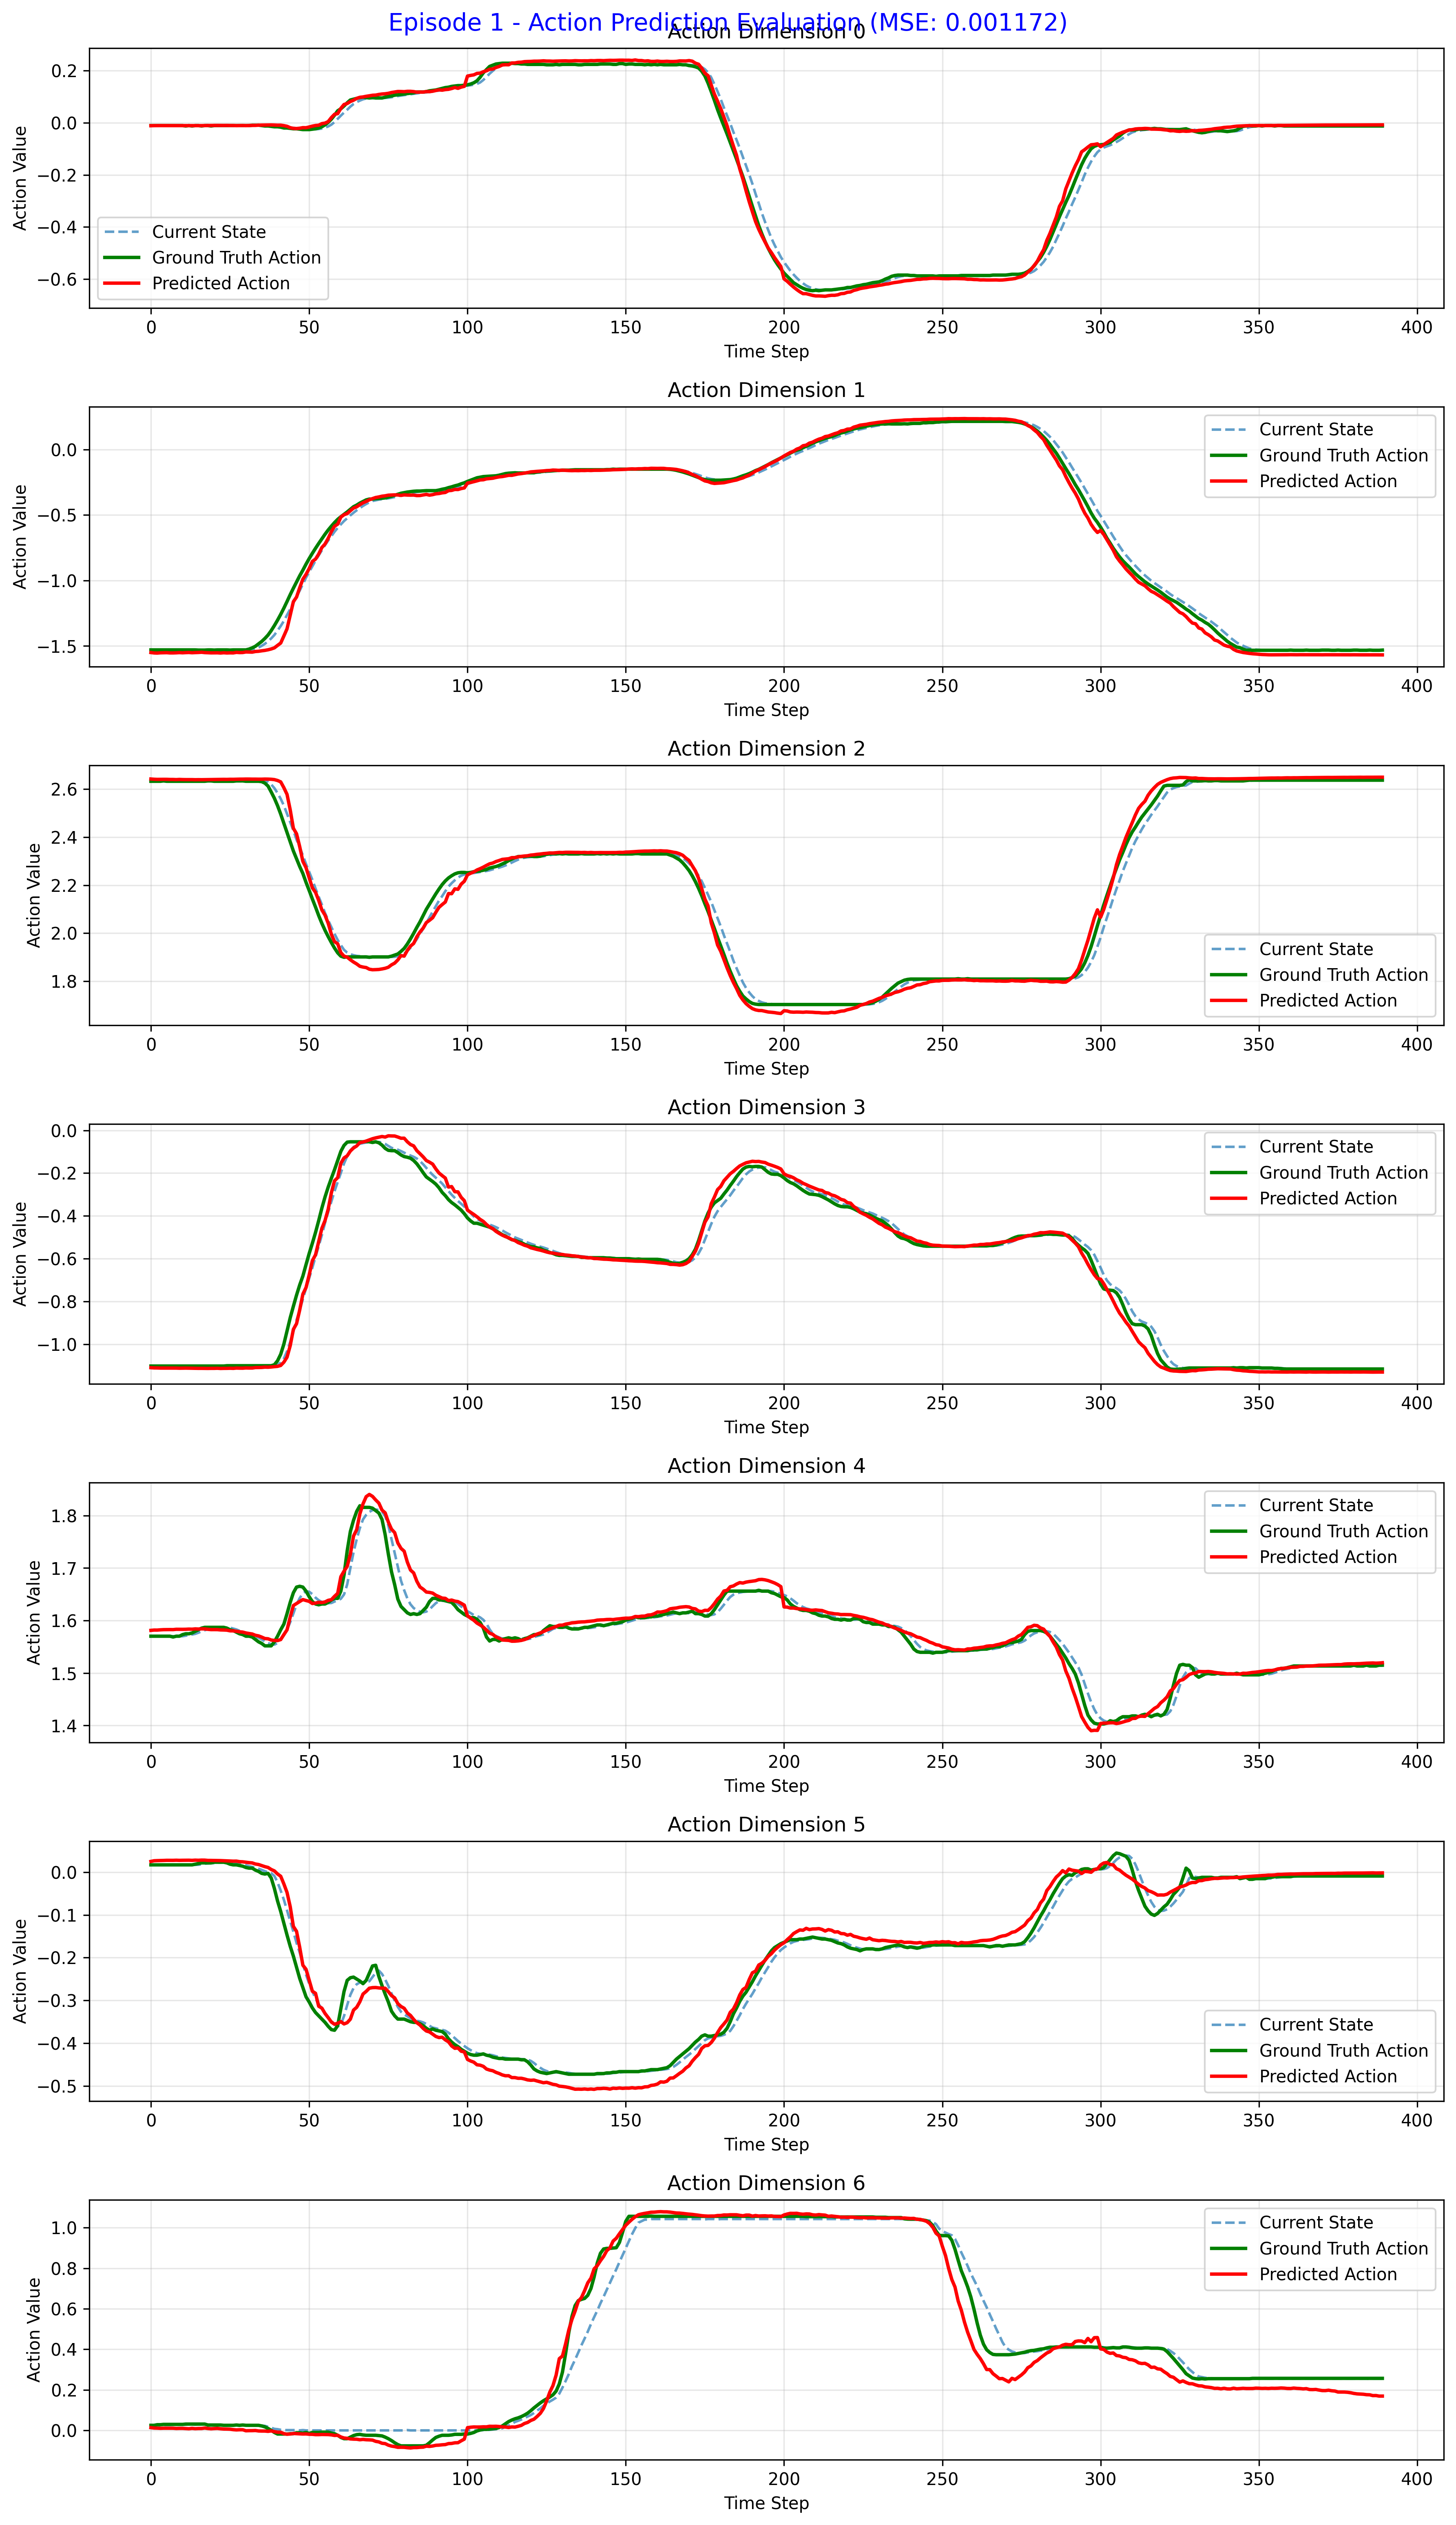 Episode 1 - Action Prediction Evaluation (MSE: 0.001172)
Action Dimension 0
0.2
0.0
−0.2
−0.4
−0.6
Action Value
Current State
Ground Truth Action
Predicted Action
0 50 100 150 200 250 300 350 400
Time Step
Action Dimension 1
0.0
−0.5
−1.0
−1.5
Action Value
Current State
Ground Truth Action
Predicted Action
0 50 100 150 200 250 300 350 400
Time Step
Action Dimension 2
2.6
2.4
2.2
2.0
1.8
Action Value
Current State
Ground Truth Action
Predicted Action
0 50 100 150 200 250 300 350 400
Time Step
Action Dimension 3
0.0
−0.2
−0.4
−0.6
−0.8
−1.0
Action Value
Current State
Ground Truth Action
Predicted Action
0 50 100 150 200 250 300 350 400
Time Step
Action Dimension 4
1.8
1.7
1.6
1.5
1.4
Action Value
Current State
Ground Truth Action
Predicted Action
0 50 100 150 200 250 300 350 400
Time Step
Action Dimension 5
0.0
−0.1
−0.2
−0.3
−0.4
−0.5
Action Value
Current State
Ground Truth Action
Predicted Action
0 50 100 150 200 250 300 350 400
Time Step
Action Dimension 6
1.0
0.8
0.6
0.4
0.2
0.0
Action Value
Current State
Ground Truth Action
Predicted Action
0 50 100 150 200 250 300 350 400
Time Step